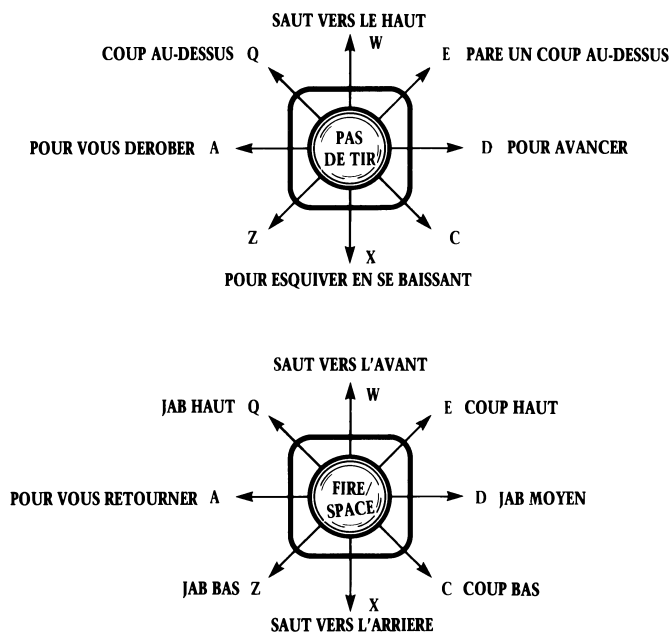 SAUT VERS LE HAUT
W
COUP AU-DESSUS Q
E PARE UN COUP AU-DESSUS
POUR VOUS DEROBER A
PAS
DE TIR
D POUR AVANCER
Z
C
X
POUR ESQUIVER EN SE BAISSANT
SAUT VERS L'AVANT
W
JAB HAUT Q
E COUP HAUT
POUR VOUS RETOURNER A
FIRE/
SPACE
D JAB MOYEN
JAB BAS Z
C COUP BAS
X
SAUT VERS L'ARRIERE